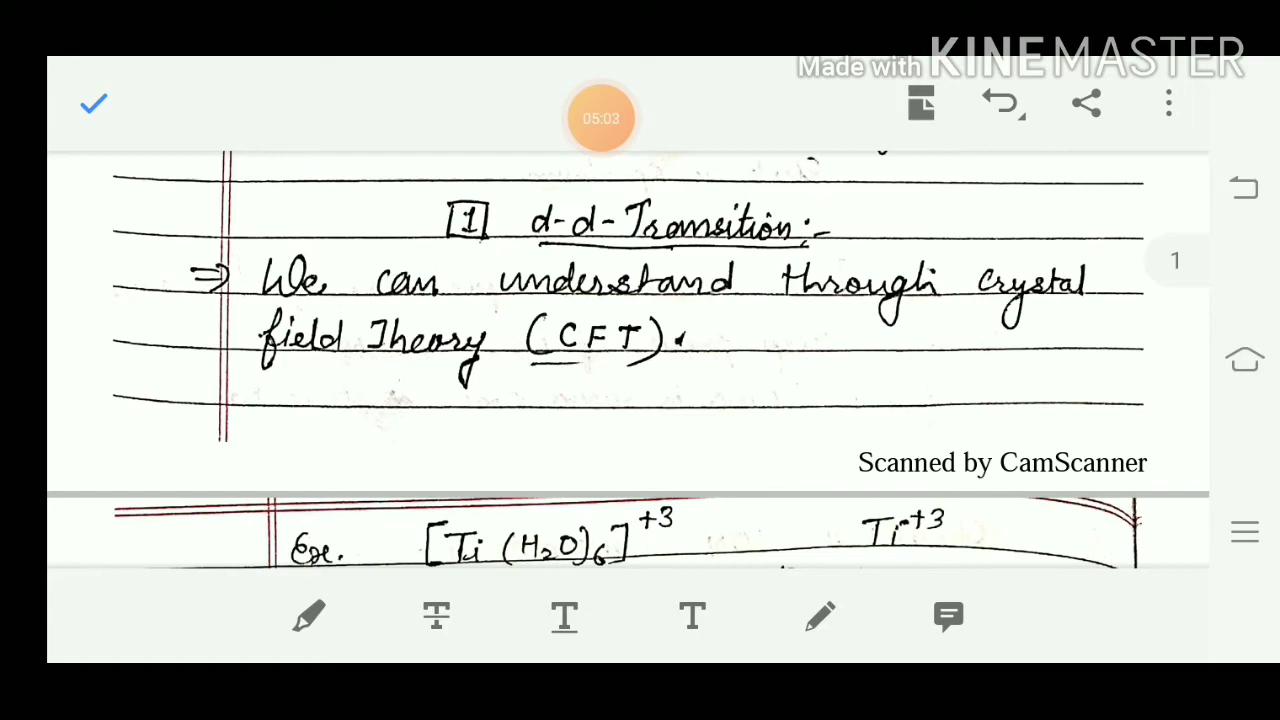 Made with KINEMASTER
05:03
1 d-d-Transition:-
⇒ We can understand through crystal
field Theory (CFT).
1
Scanned by CamScanner
Ex. [Ti(H₂O)₆]⁺³ Ti⁺³